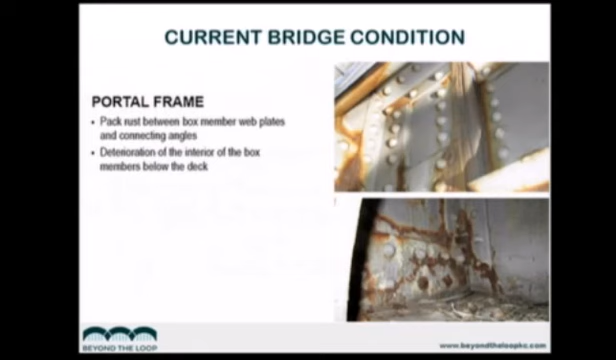 CURRENT BRIDGE CONDITION
PORTAL FRAME
• Pack rust between box member web plates
and connecting angles
• Deterioration of the interior of the box
members below the deck
BEYOND THE LOOP
www.beyondtheloopkc.com